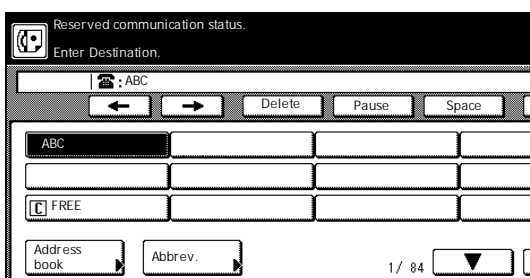 Reserved communication status.
Enter Destination.
☎: ABC
Delete Pause Space
ABC
C FREE
Address
book
Abbrev.
1/ 84